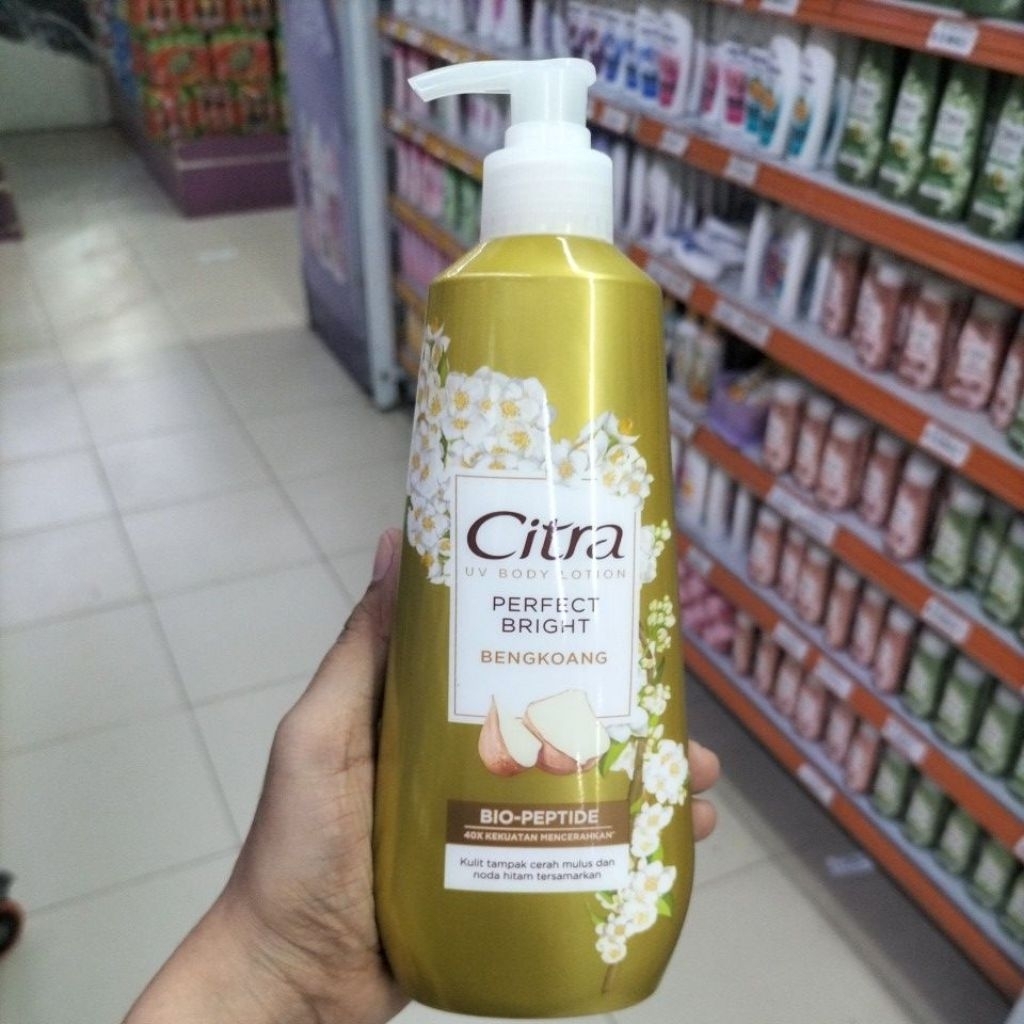 Citra
UV BODY LOTION
PERFECT
BRIGHT
BENGKOANG
BIO-PEPTIDE
40X KEKUATAN MENCERAHKAN*
Kulit tampak cerah mulus dan
noda hitam tersamarkan